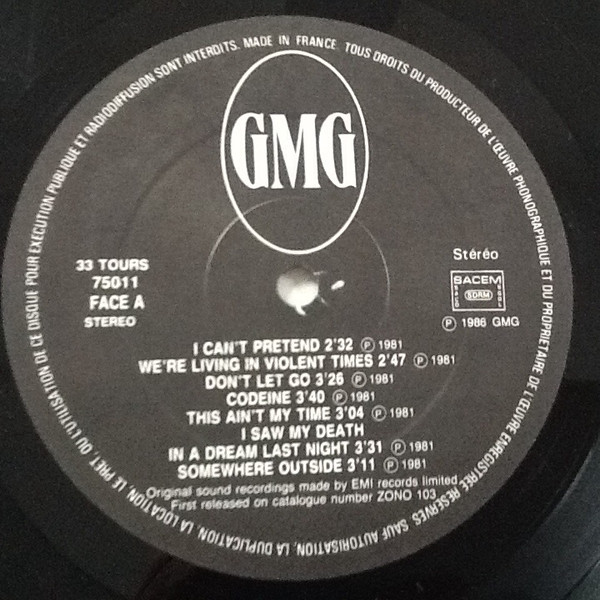 GMG
33 TOURS
75011
FACE A
STEREO
Stéréo
SACEM
SDRM
Ⓟ 1986 GMG
I CAN'T PRETEND 2'32 Ⓟ 1981
WE'RE LIVING IN VIOLENT TIMES 2'47 Ⓟ 1981
DON'T LET GO 3'26 Ⓟ 1981
CODEINE 3'40 Ⓟ 1981
THIS AIN'T MY TIME 3'04 Ⓟ 1981
I SAW MY DEATH
IN A DREAM LAST NIGHT 3'31 Ⓟ 1981
SOMEWHERE OUTSIDE 3'11 Ⓟ 1981
Original sound recordings made by EMI records limited
First released on catalogue number ZONO 103
MADE IN FRANCE. TOUS DROITS DU PRODUCTEUR DE L'ŒUVRE PHONOGRAPHIQUE ET DU PROPRIETAIRE DE L'ŒUVRE ENREGISTREE RESERVES. SAUF AUTORISATION, LA DUPLICATION, LA LOCATION, LE PRET, OU L'UTILISATION DE CE DISQUE POUR EXECUTION PUBLIQUE ET RADIODIFFUSION SONT INTERDITS.